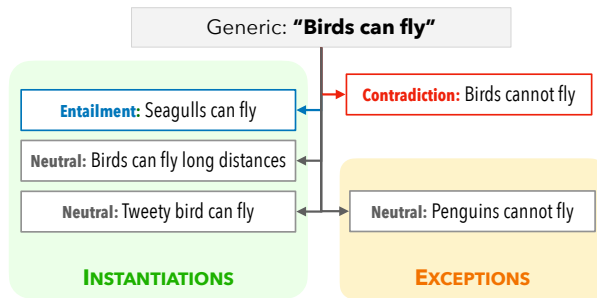 Generic: “Birds can fly”
Contradiction: Birds cannot fly
Entailment: Seagulls can fly
Neutral: Birds can fly long distances
Neutral: Tweety bird can fly
Neutral: Penguins cannot fly
INSTANTIATIONS
EXCEPTIONS